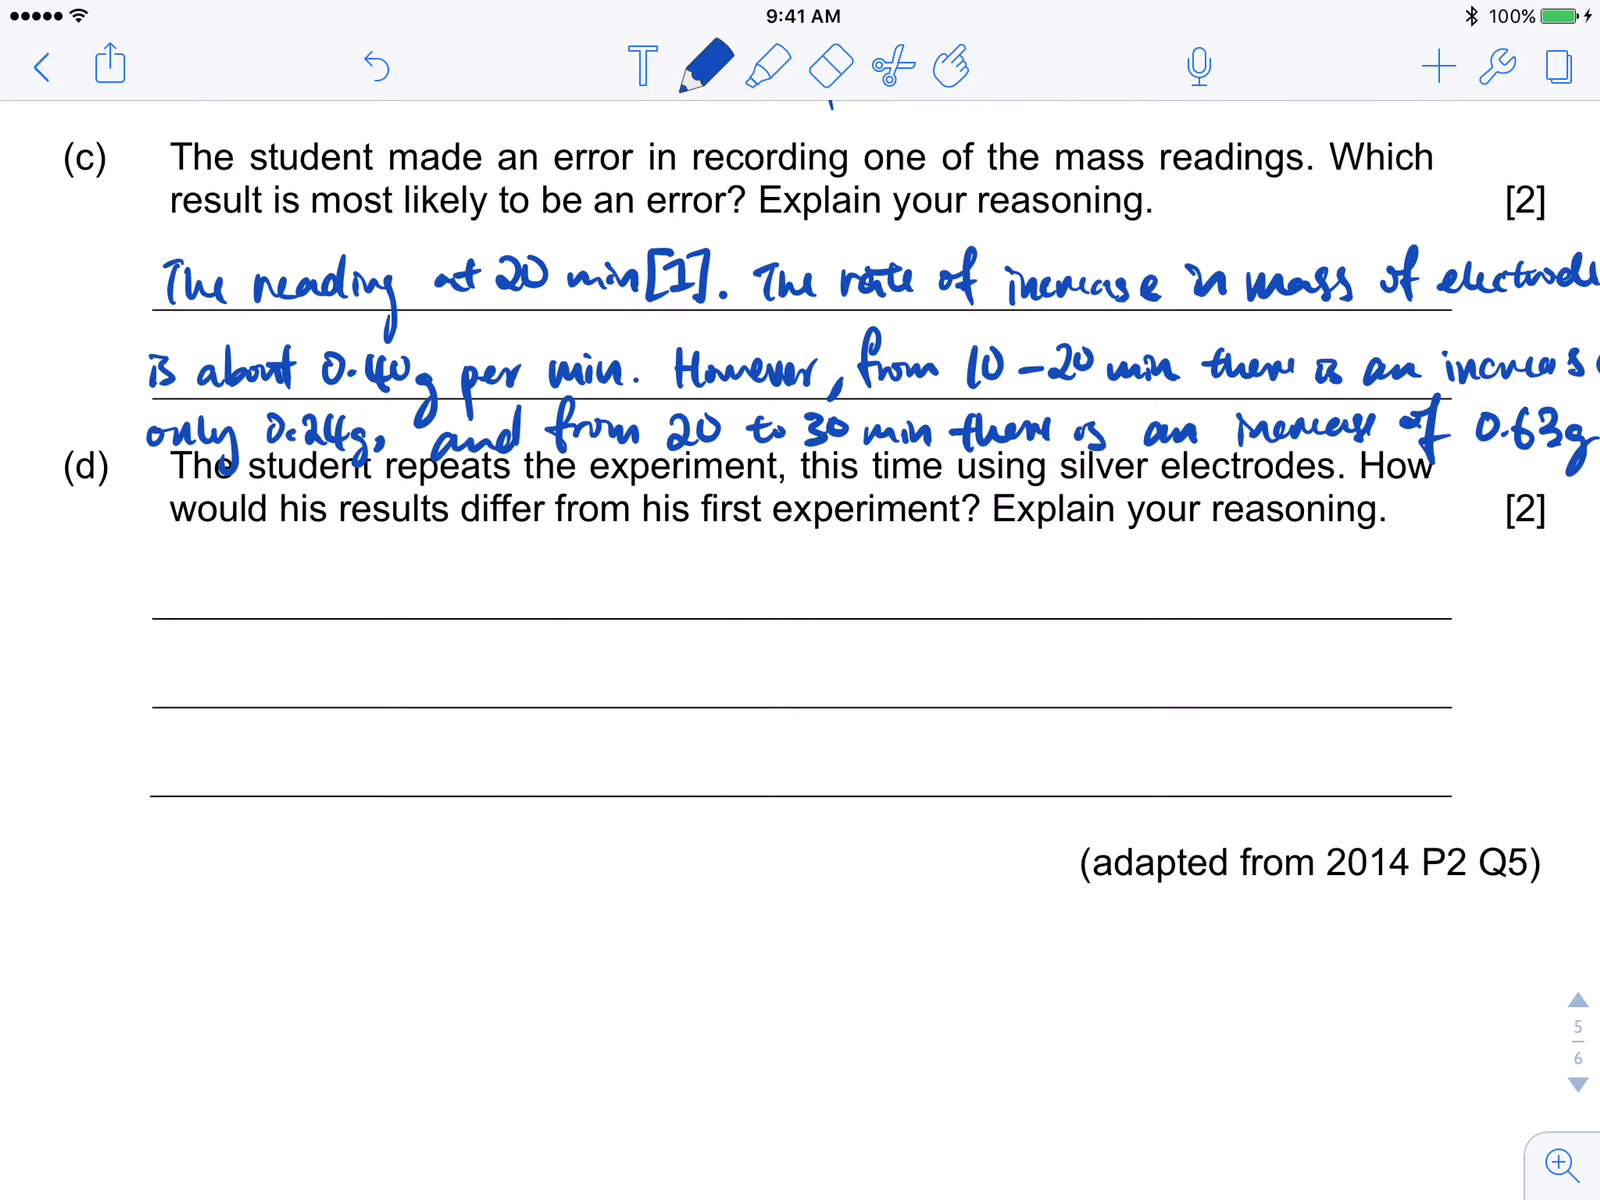 9:41 AM
100%
T
(c) The student made an error in recording one of the mass readings. Which
result is most likely to be an error? Explain your reasoning. [2]
The reading at 20 min [1]. The rate of increase in mass of electrode
is about 0.40g per min. However, from 10-20 min there is an increas
only 0.24g, and from 20 to 30 min there is an increase of 0.63g
(d) The student repeats the experiment, this time using silver electrodes. How
would his results differ from his first experiment? Explain your reasoning. [2]
(adapted from 2014 P2 Q5)
5
6